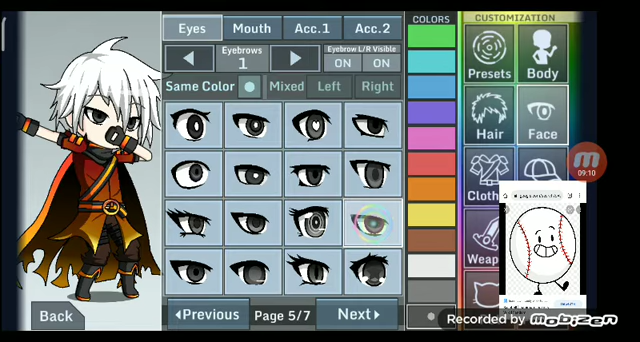 Eyes Mouth Acc.1 Acc.2
COLORS
CUSTOMIZATION
Eyebrows
1
Eyebrow L/R Visible
ON ON
Same Color Mixed Left Right
Presets Body
Hair Face
Cloth
Weap
09:10
Back
Previous Page 5/7 Next
Recorded by mobizen